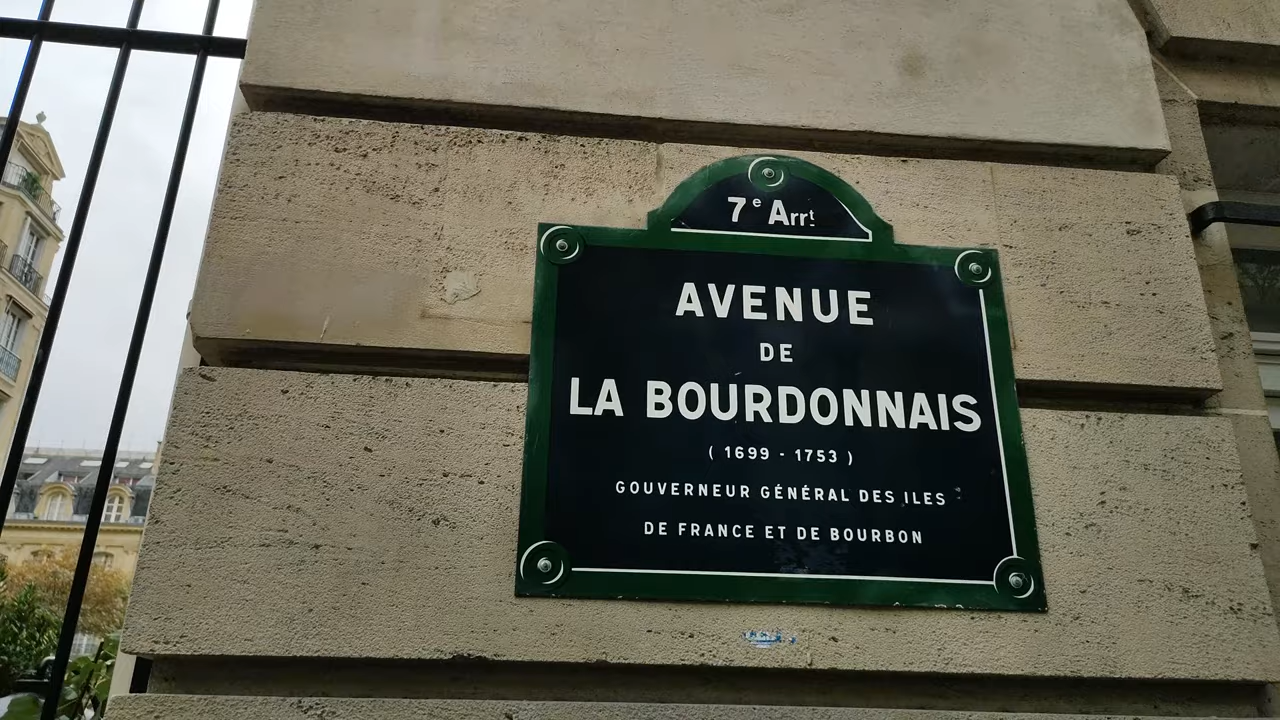 7e Arrt
AVENUE
DE
LA BOURDONNAIS
( 1699 - 1753 )
GOUVERNEUR GÉNÉRAL DES ILES
DE FRANCE ET DE BOURBON